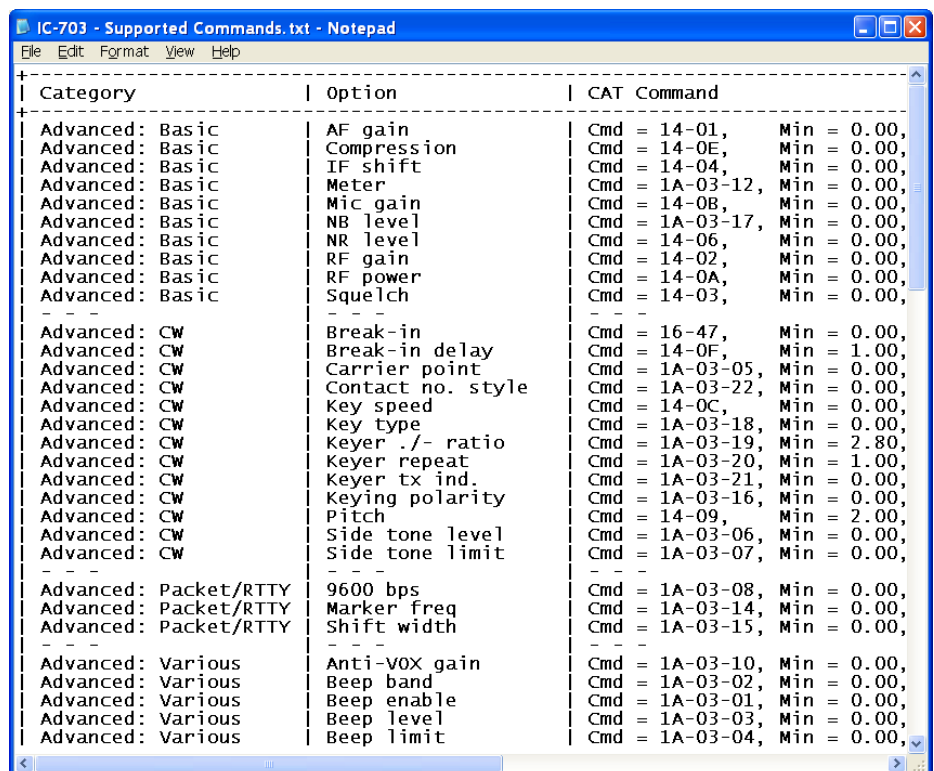 IC-703 - Supported Commands.txt - Notepad
File Edit Format View Help
+------------------------------------------------------------------------
| Category | Option | CAT Command
+------------------------------------------------------------------------
| Advanced: Basic | AF gain | Cmd = 14-01, Min = 0.00,
| Advanced: Basic | Compression | Cmd = 14-0E, Min = 0.00,
| Advanced: Basic | IF shift | Cmd = 14-04, Min = 0.00,
| Advanced: Basic | Meter | Cmd = 1A-03-12, Min = 0.00,
| Advanced: Basic | Mic gain | Cmd = 14-0B, Min = 0.00,
| Advanced: Basic | NB level | Cmd = 1A-03-17, Min = 0.00,
| Advanced: Basic | NR level | Cmd = 14-06, Min = 0.00,
| Advanced: Basic | RF gain | Cmd = 14-02, Min = 0.00,
| Advanced: Basic | RF power | Cmd = 14-0A, Min = 0.00,
| Advanced: Basic | Squelch | Cmd = 14-03, Min = 0.00,
| - - - | - - - | - - -
| Advanced: CW | Break-in | Cmd = 16-47, Min = 0.00,
| Advanced: CW | Break-in delay | Cmd = 14-0F, Min = 1.00,
| Advanced: CW | Carrier point | Cmd = 1A-03-05, Min = 0.00,
| Advanced: CW | Contact no. style | Cmd = 1A-03-22, Min = 0.00,
| Advanced: CW | Key speed | Cmd = 14-0C, Min = 0.00,
| Advanced: CW | Key type | Cmd = 1A-03-18, Min = 0.00,
| Advanced: CW | Keyer ./- ratio | Cmd = 1A-03-19, Min = 2.80,
| Advanced: CW | Keyer repeat | Cmd = 1A-03-20, Min = 1.00,
| Advanced: CW | Keyer tx ind. | Cmd = 1A-03-21, Min = 0.00,
| Advanced: CW | Keying polarity | Cmd = 1A-03-16, Min = 0.00,
| Advanced: CW | Pitch | Cmd = 14-09, Min = 2.00,
| Advanced: CW | Side tone level | Cmd = 1A-03-06, Min = 0.00,
| Advanced: CW | Side tone limit | Cmd = 1A-03-07, Min = 0.00,
| - - - | - - - | - - -
| Advanced: Packet/RTTY | 9600 bps | Cmd = 1A-03-08, Min = 0.00,
| Advanced: Packet/RTTY | Marker freq | Cmd = 1A-03-14, Min = 0.00,
| Advanced: Packet/RTTY | Shift width | Cmd = 1A-03-15, Min = 0.00,
| - - - | - - - | - - -
| Advanced: Various | Anti-VOX gain | Cmd = 1A-03-10, Min = 0.00,
| Advanced: Various | Beep band | Cmd = 1A-03-02, Min = 0.00,
| Advanced: Various | Beep enable | Cmd = 1A-03-01, Min = 0.00,
| Advanced: Various | Beep level | Cmd = 1A-03-03, Min = 0.00,
| Advanced: Various | Beep limit | Cmd = 1A-03-04, Min = 0.00,